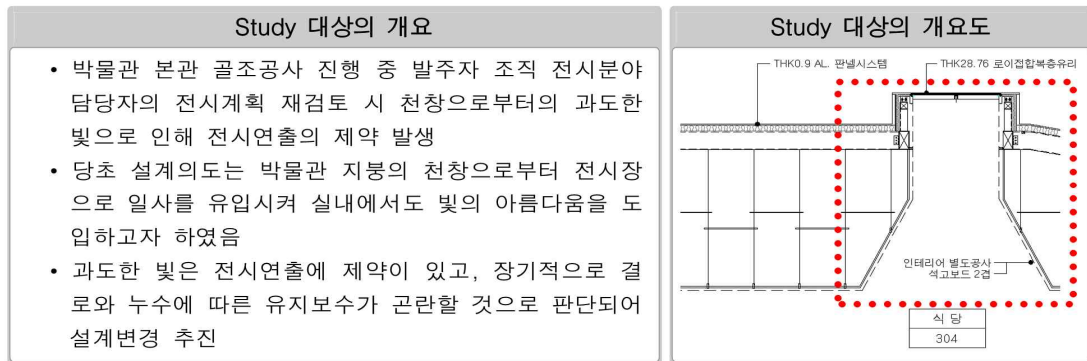 Study 대상의 개요
• 박물관 본관 골조공사 진행 중 발주자 조직 전시분야
담당자의 전시계획 재검토 시 천창으로부터의 과도한
빛으로 인해 전시연출의 제약 발생
• 당초 설계의도는 박물관 지붕의 천창으로부터 전시장
으로 일사를 유입시켜 실내에서도 빛의 아름다움을 도
입하고자 하였음
• 과도한 빛은 전시연출에 제약이 있고, 장기적으로 결
로와 누수에 따른 유지보수가 곤란할 것으로 판단되어
설계변경 추진
Study 대상의 개요도
THK0.9 AL. 판넬시스템
THK28.76 로이접합복층유리
인테리어 별도공사
석고보드 2겹
식 당
304